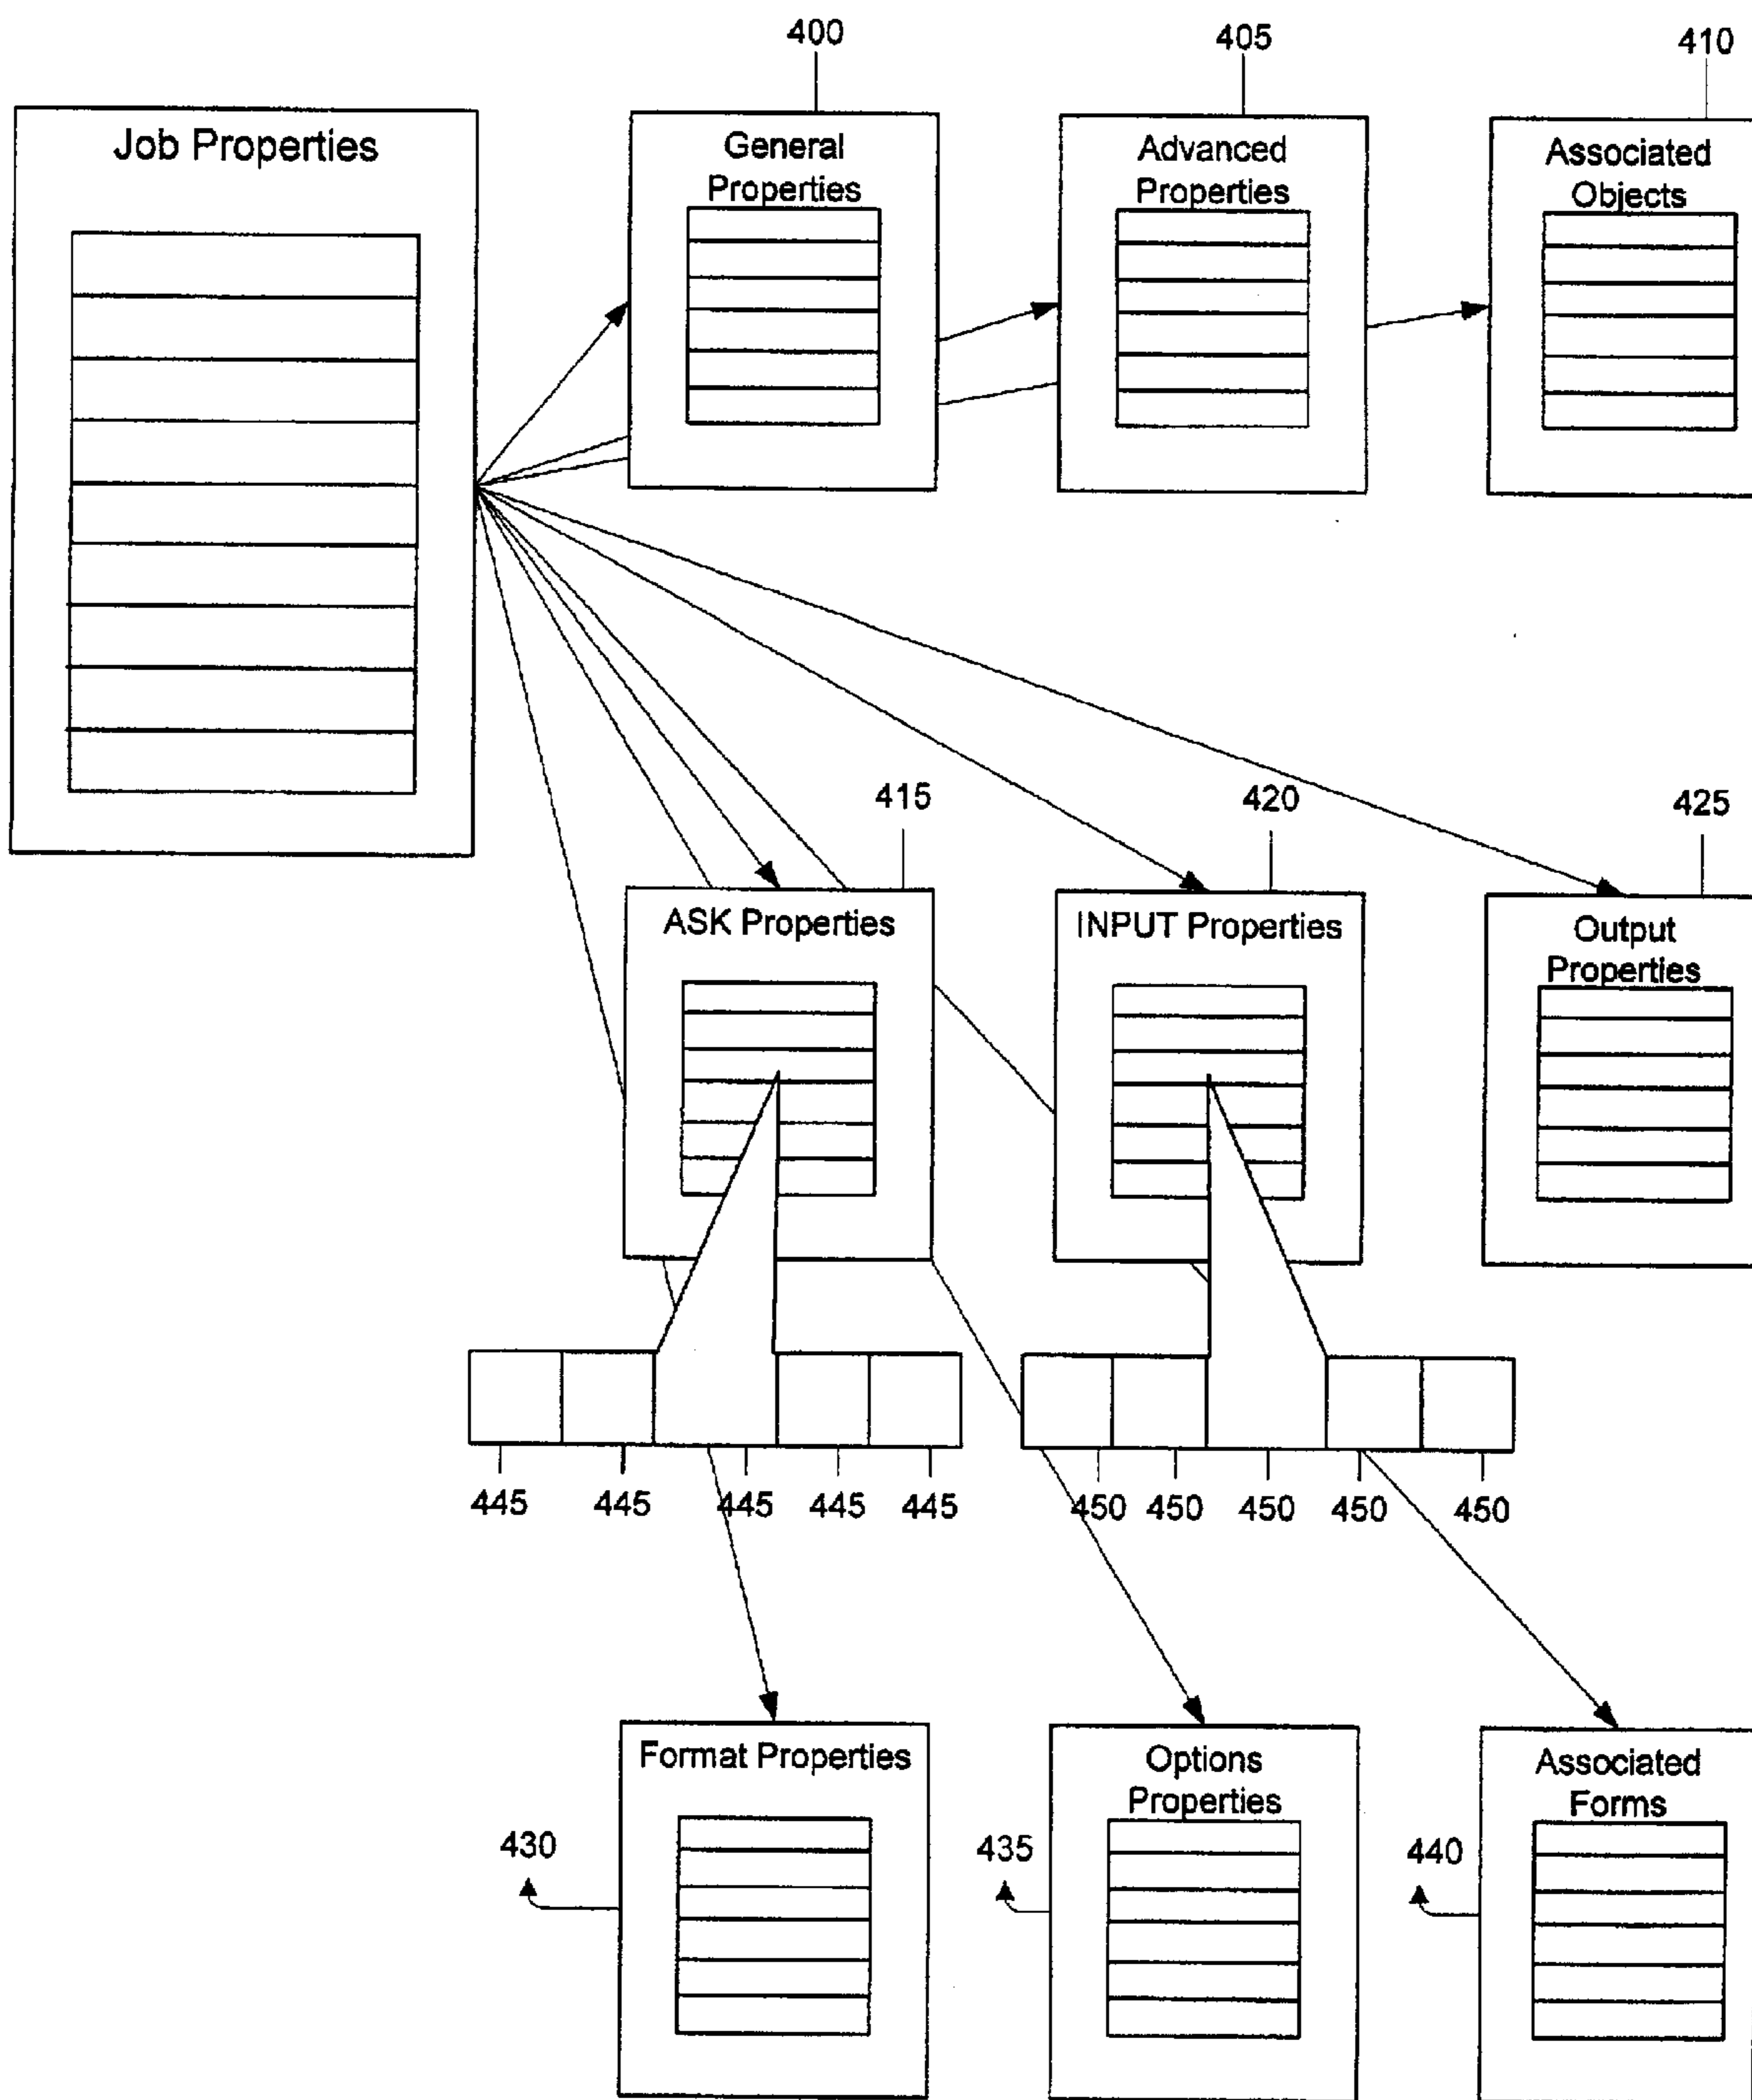 400
405
410
Job Properties
General
Properties
Advanced
Properties
Associated
Objects
415
420
425
ASK Properties
INPUT Properties
Output
Properties
445
445
445
445
445
450
450
450
450
450
Format Properties
Options
Properties
Associated
Forms
430
435
440